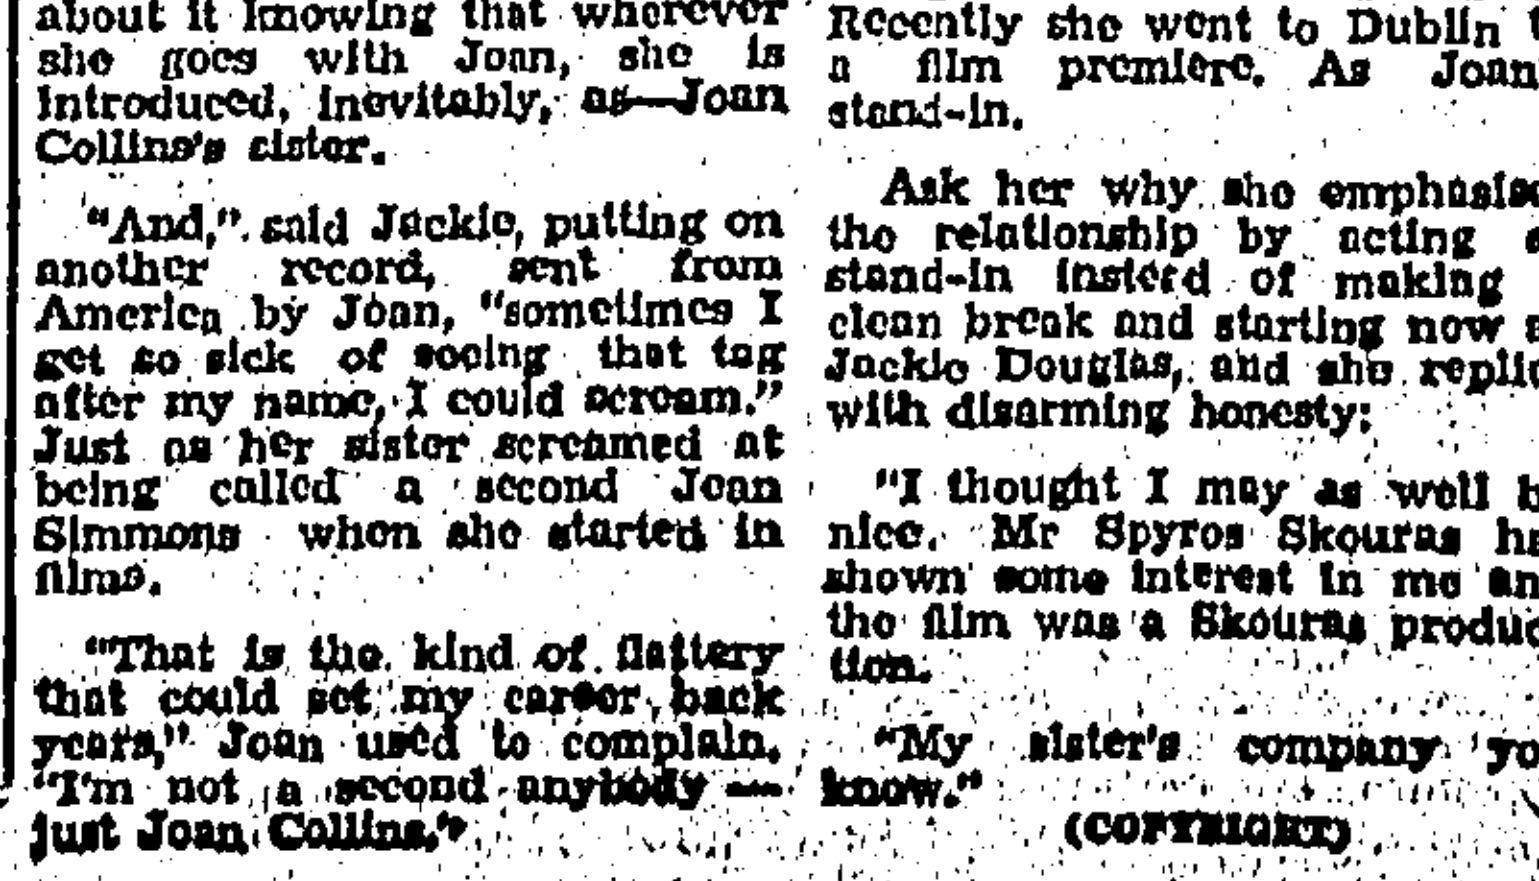 about it knowing that wherever
she goes with Joan, she is
introduced, inevitably, as—Joan
Collins's sister.
"And," said Jackie, putting on
another record, sent from
America by Joan, "sometimes I
get so sick of seeing that tag
after my name, I could scream."
Just as her sister screamed at
being called a second Jean
Simmons when she started in
films.
"That is the kind of flattery
that could set my career back
years," Joan used to complain.
"I'm not a second anybody —
just Joan Collins."
Recently she went to Dublin
a film premiere. As Joan
stand-in.
Ask her why she emphasis
the relationship by acting
stand-in instead of making
clean break and starting now
Jackie Douglas, and she repli
with disarming honesty:
"I thought I may as well b
nice. Mr Spyros Skouras ha
shown some interest in me an
the film was a Skouras produc
tion.
"My sister's company yo
know."
(COPYRIGHT)